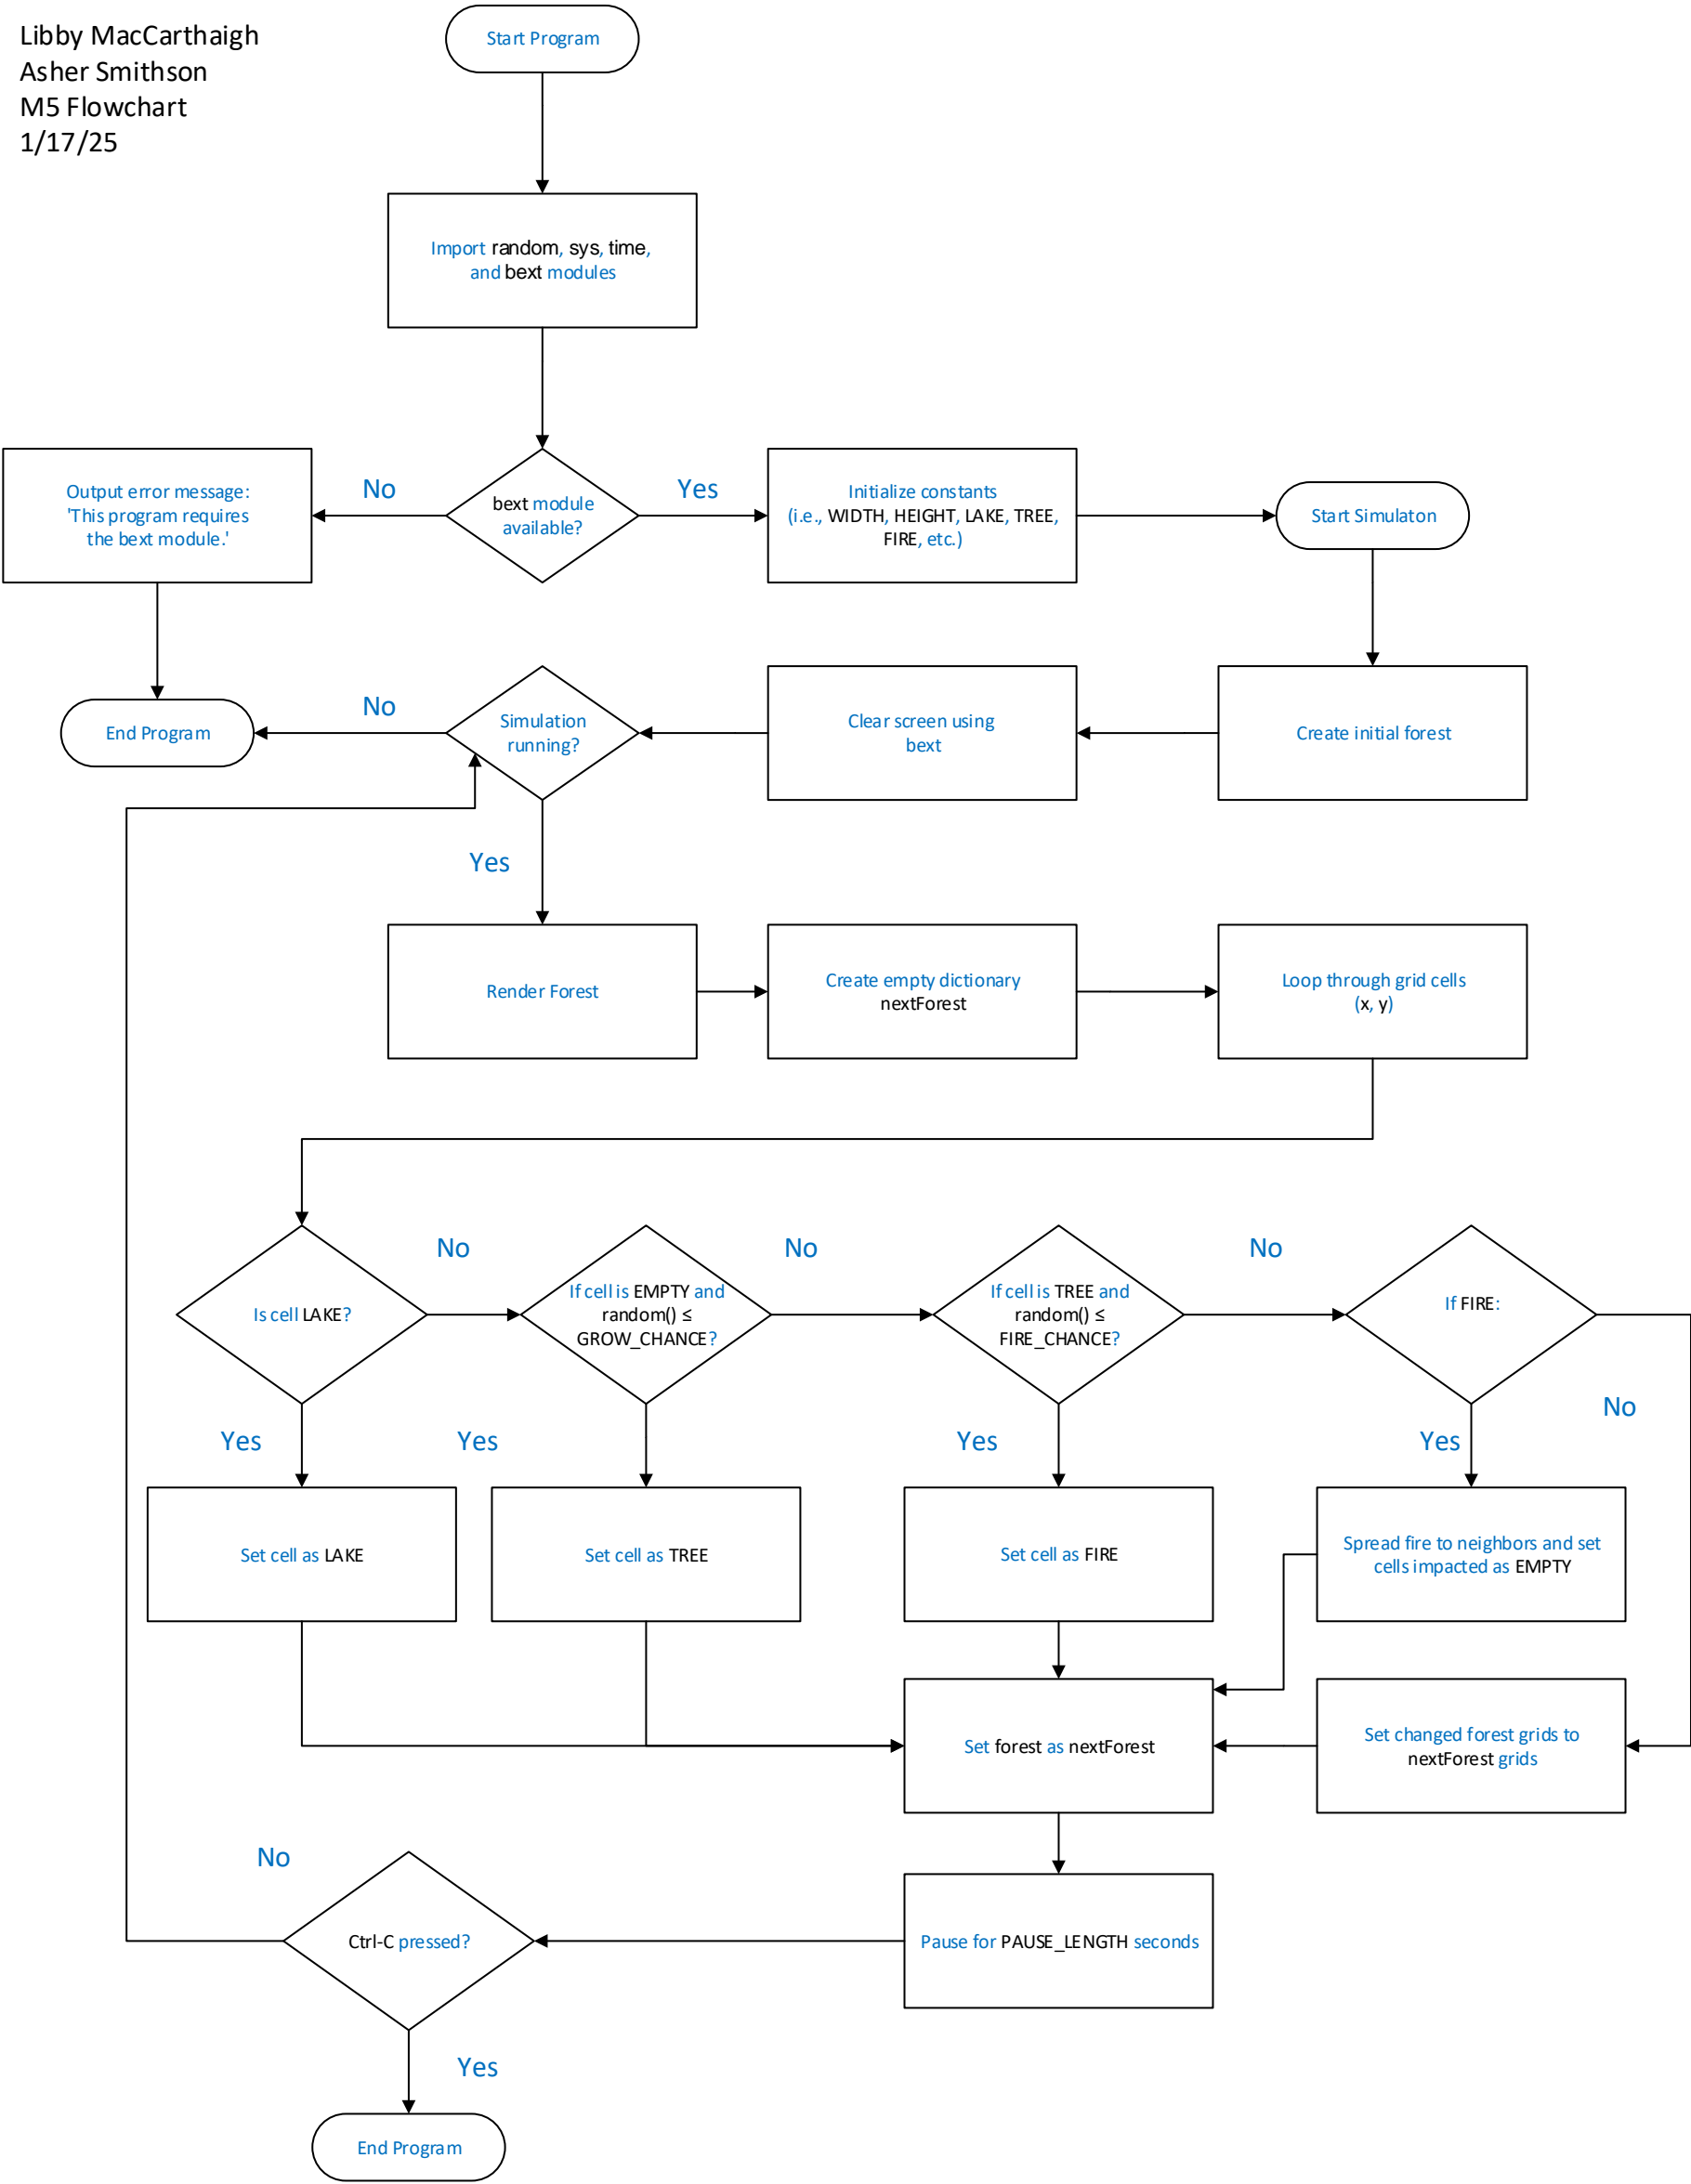 Libby MacCarthaigh
Asher Smithson
M5 Flowchart
1/17/25
Start Program
Import random, sys, time,
and bext modules
No
Yes
Output error message:
'This program requires
the bext module.'
bext module
available?
Initialize constants
(i.e., WIDTH, HEIGHT, LAKE, TREE,
FIRE, etc.)
Start Simulaton
End Program
No
Simulation
running?
Clear screen using
bext
Create initial forest
Yes
Render Forest
Create empty dictionary
nextForest
Loop through grid cells
(x, y)
No
No
No
Is cell LAKE?
If cell is EMPTY and
random() ≤
GROW_CHANCE?
If cell is TREE and
random() ≤
FIRE_CHANCE?
If FIRE:
No
Yes
Yes
Yes
Yes
Set cell as LAKE
Set cell as TREE
Set cell as FIRE
Spread fire to neighbors and set
cells impacted as EMPTY
Set forest as nextForest
Set changed forest grids to
nextForest grids
No
Ctrl-C pressed?
Pause for PAUSE_LENGTH seconds
Yes
End Program